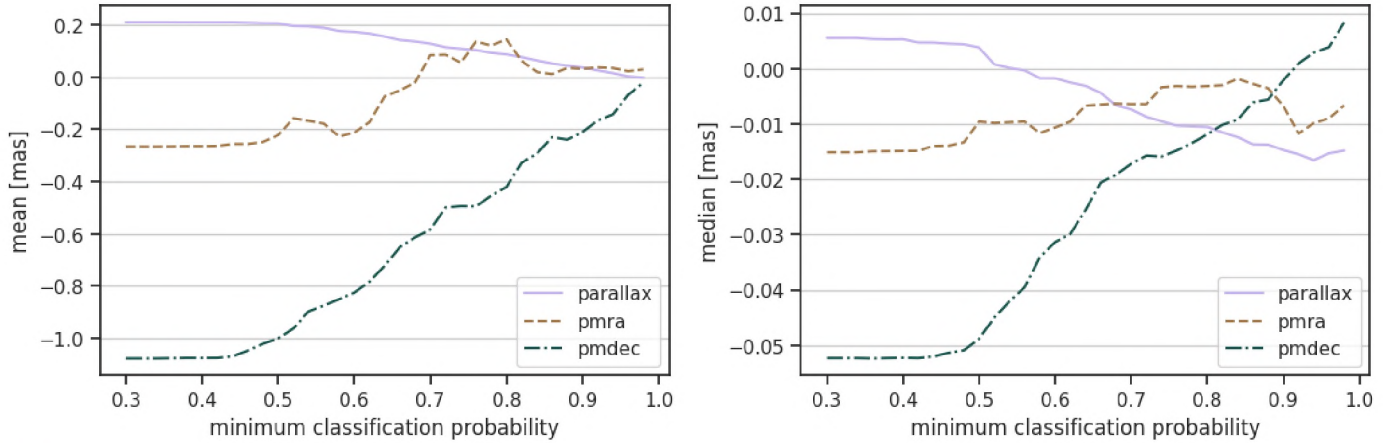 mean [mas]
0.2
0.0
−0.2
−0.4
−0.6
−0.8
−1.0
parallax
pmra
pmdec
0.3 0.4 0.5 0.6 0.7 0.8 0.9 1.0
minimum classification probability
median [mas]
0.01
0.00
−0.01
−0.02
−0.03
−0.04
−0.05
parallax
pmra
pmdec
0.3 0.4 0.5 0.6 0.7 0.8 0.9 1.0
minimum classification probability